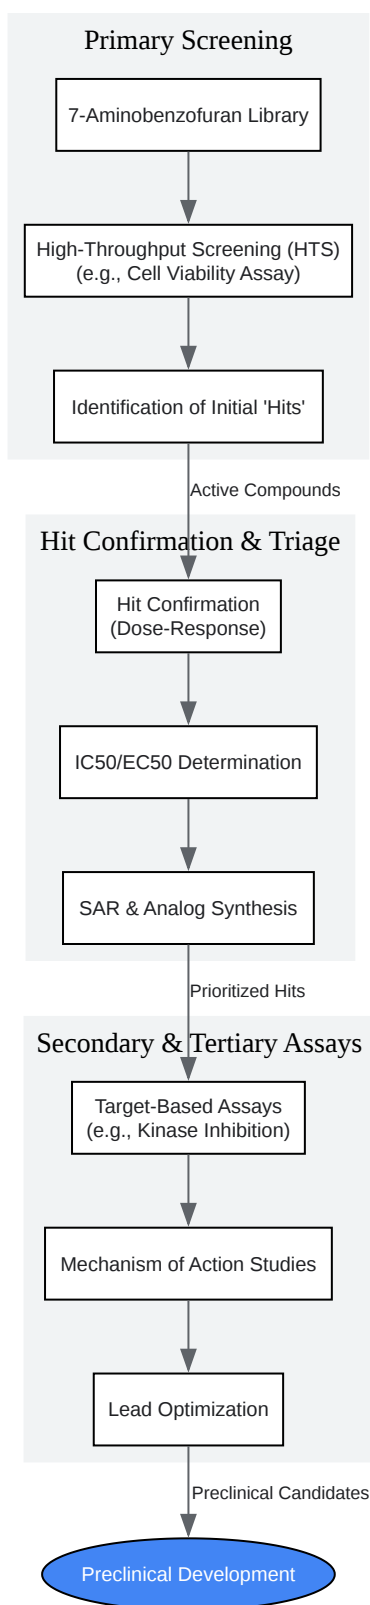 Primary Screening
7-Aminobenzofuran Library
High-Throughput Screening (HTS)
(e.g., Cell Viability Assay)
Identification of Initial 'Hits'
Active Compounds
Hit Confirmation & Triage
Hit Confirmation
(Dose-Response)
IC50/EC50 Determination
SAR & Analog Synthesis
Prioritized Hits
Secondary & Tertiary Assays
Target-Based Assays
(e.g., Kinase Inhibition)
Mechanism of Action Studies
Lead Optimization
Preclinical Candidates
Preclinical Development